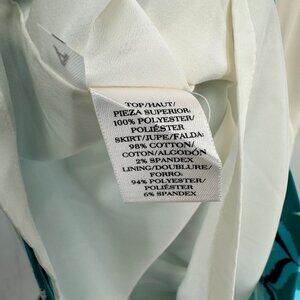 4
TOP/HAUT/
PIEZA SUPERIOR:
100% POLYESTER/
POLIÉSTER
SKIRT/JUPE/FALDA:
98% COTTON/
COTON/ALGODÓN
2% SPANDEX
LINING/DOUBLURE/
FORRO:
94% POLYESTER/
POLIÉSTER
6% SPANDEX